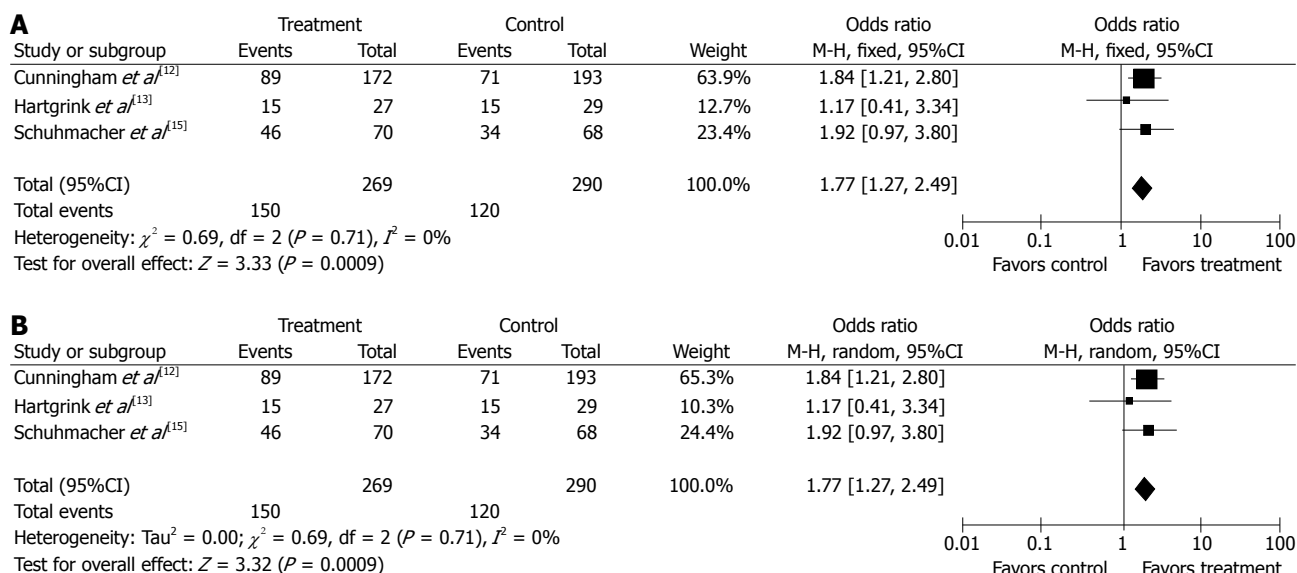 A
Treatment Control Odds ratio Odds ratio
Study or subgroup Events Total Events Total Weight M-H, fixed, 95%CI M-H, fixed, 95%CI
Cunningham et al[12] 89 172 71 193 63.9% 1.84 [1.21, 2.80]
Hartgrink et al[13] 15 27 15 29 12.7% 1.17 [0.41, 3.34]
Schuhmacher et al[15] 46 70 34 68 23.4% 1.92 [0.97, 3.80]
Total (95%CI) 269 290 100.0% 1.77 [1.27, 2.49]
Total events 150 120
Heterogeneity: χ² = 0.69, df = 2 (P = 0.71), I² = 0%
Test for overall effect: Z = 3.33 (P = 0.0009)
0.01 0.1 1 10 100
Favors control Favors treatment
B
Treatment Control Odds ratio Odds ratio
Study or subgroup Events Total Events Total Weight M-H, random, 95%CI M-H, random, 95%CI
Cunningham et al[12] 89 172 71 193 65.3% 1.84 [1.21, 2.80]
Hartgrink et al[13] 15 27 15 29 10.3% 1.17 [0.41, 3.34]
Schuhmacher et al[15] 46 70 34 68 24.4% 1.92 [0.97, 3.80]
Total (95%CI) 269 290 100.0% 1.77 [1.27, 2.49]
Total events 150 120
Heterogeneity: Tau² = 0.00; χ² = 0.69, df = 2 (P = 0.71), I² = 0%
Test for overall effect: Z = 3.32 (P = 0.0009)
0.01 0.1 1 10 100
Favors control Favors treatment